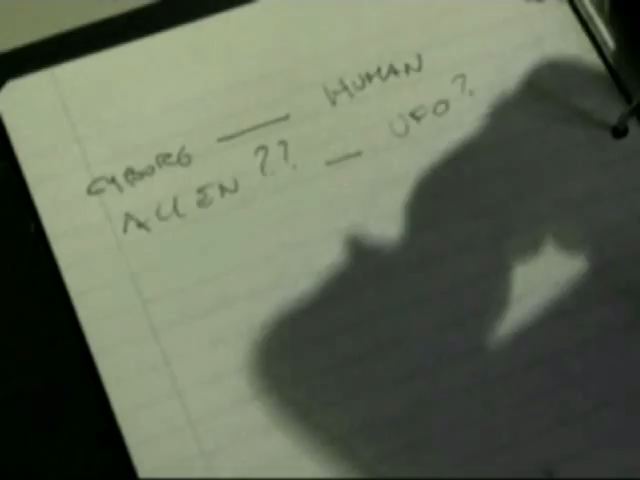 CYBORG — HUMAN
ALIEN ?? — UFO?